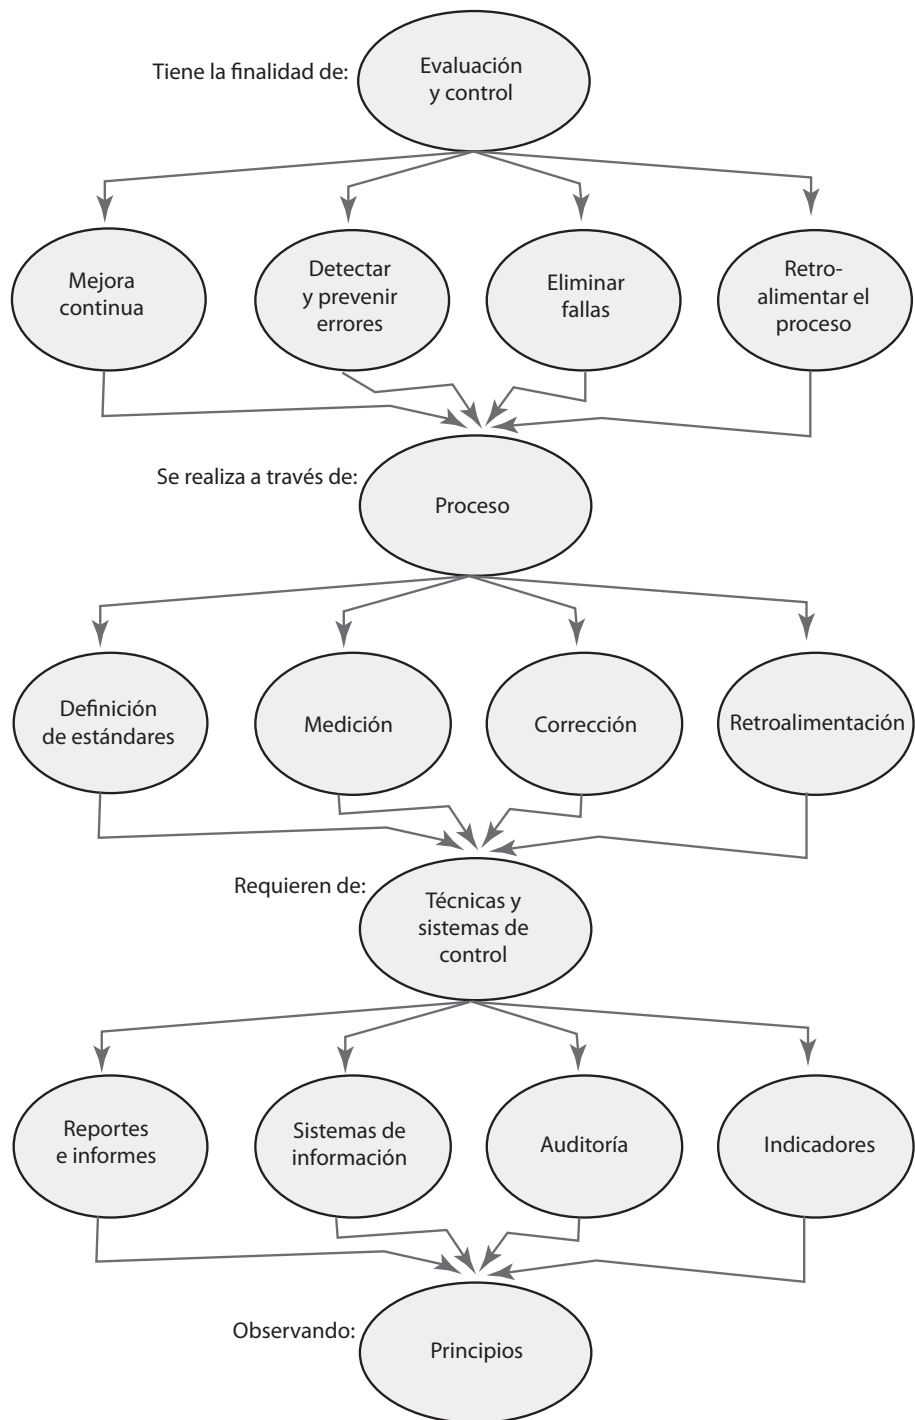 Tiene la finalidad de:
Evaluación
y control
Mejora
continua
Detectar
y prevenir
errores
Eliminar
fallas
Retro-
alimentar el
proceso
Se realiza a través de:
Proceso
Definición
de estándares
Medición
Corrección
Retroalimentación
Requieren de:
Técnicas y
sistemas de
control
Reportes
e informes
Sistemas de
información
Auditoría
Indicadores
Observando:
Principios